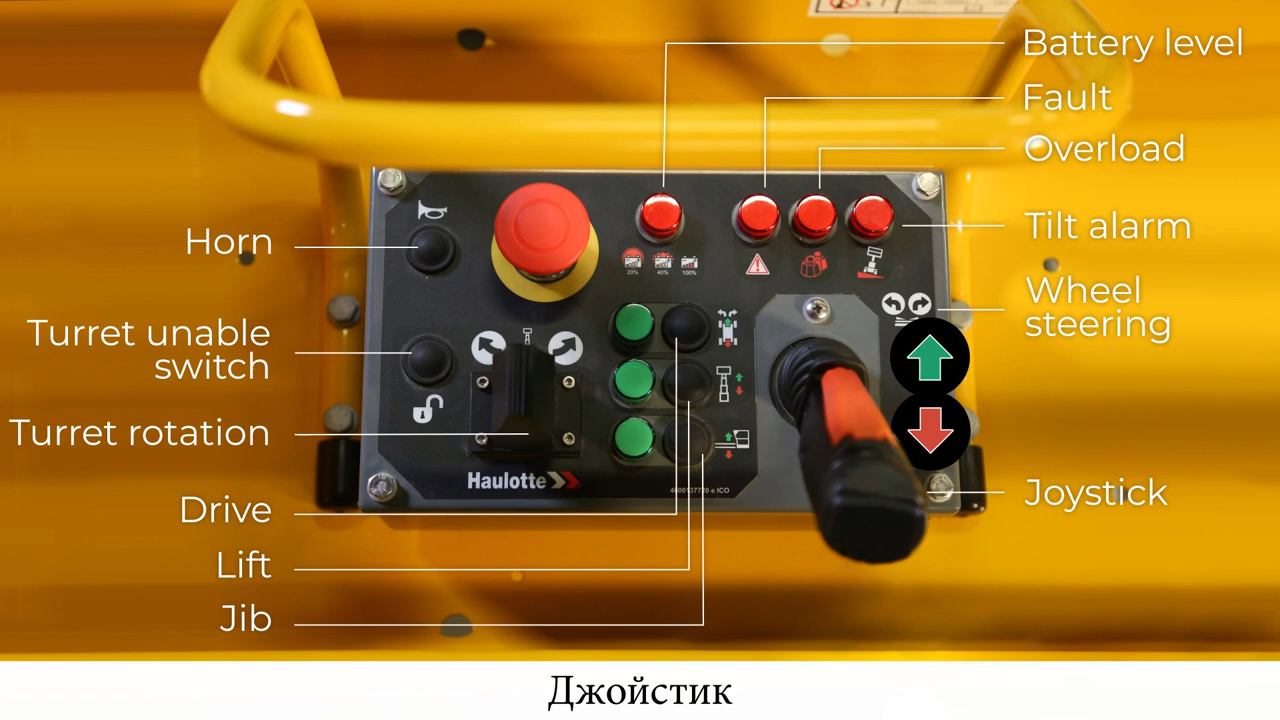 Battery level
Fault
Overload
Tilt alarm
Wheel
steering
Joystick
Horn
Turret unable
switch
Turret rotation
Drive
Lift
Jib
20%
40%
100%
Haulotte
Джойстик